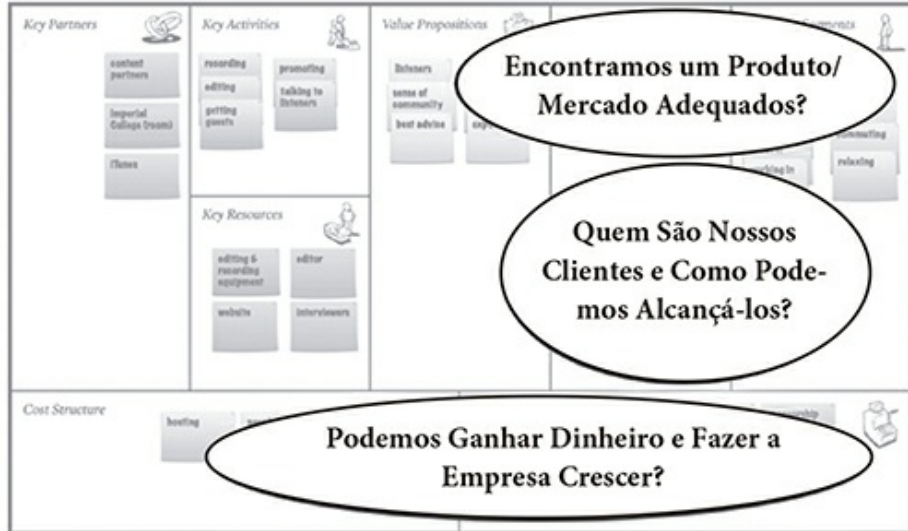 Key Partners
content
partners
Imperial
College (room)
iTunes
Key Activities
recording
editing
getting
guests
promoting
talking to
listeners
Key Resources
editing &
recording
equipment
editor
website
interviewers
Value Propositions
listeners
sense of
community
best advise
Encontramos um Produto/
Mercado Adequados?
commuting
relaxing
Quem São Nossos
Clientes e Como Pode-
mos Alcançá-los?
Cost Structure
hosting
Podemos Ganhar Dinheiro e Fazer a
Empresa Crescer?